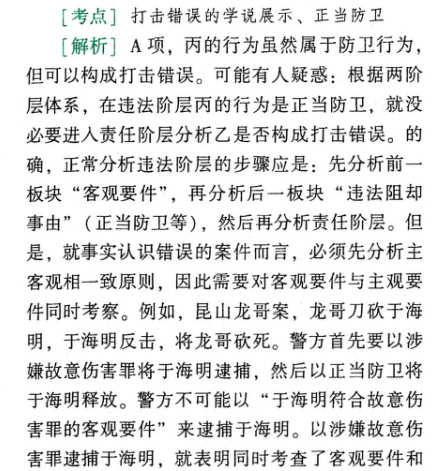 [考点] 打击错误的学说展示、正当防卫
[解析] A 项，丙的行为虽然属于防卫行为，
但可以构成打击错误。可能有人疑惑：根据两阶
层体系，在违法阶层丙的行为是正当防卫，就没
必要进入责任阶层分析乙是否构成打击错误。的
确，正常分析违法阶层的步骤应是：先分析前一
板块“客观要件”，再分析后一板块“违法阻却
事由”（正当防卫等），然后再分析责任阶层。但
是，就事实认识错误的案件而言，必须先分析主
客观相一致原则，因此需要对客观要件与主观要
件同时考察。例如，昆山龙哥案，龙哥刀砍于海
明，于海明反击，将龙哥砍死。警方首先要以涉
嫌故意伤害罪将于海明逮捕，然后以正当防卫将
于海明释放。警方不可能以“于海明符合故意伤
害罪的客观要件”来逮捕于海明。以涉嫌故意伤
害罪逮捕于海明，就表明同时考查了客观要件和